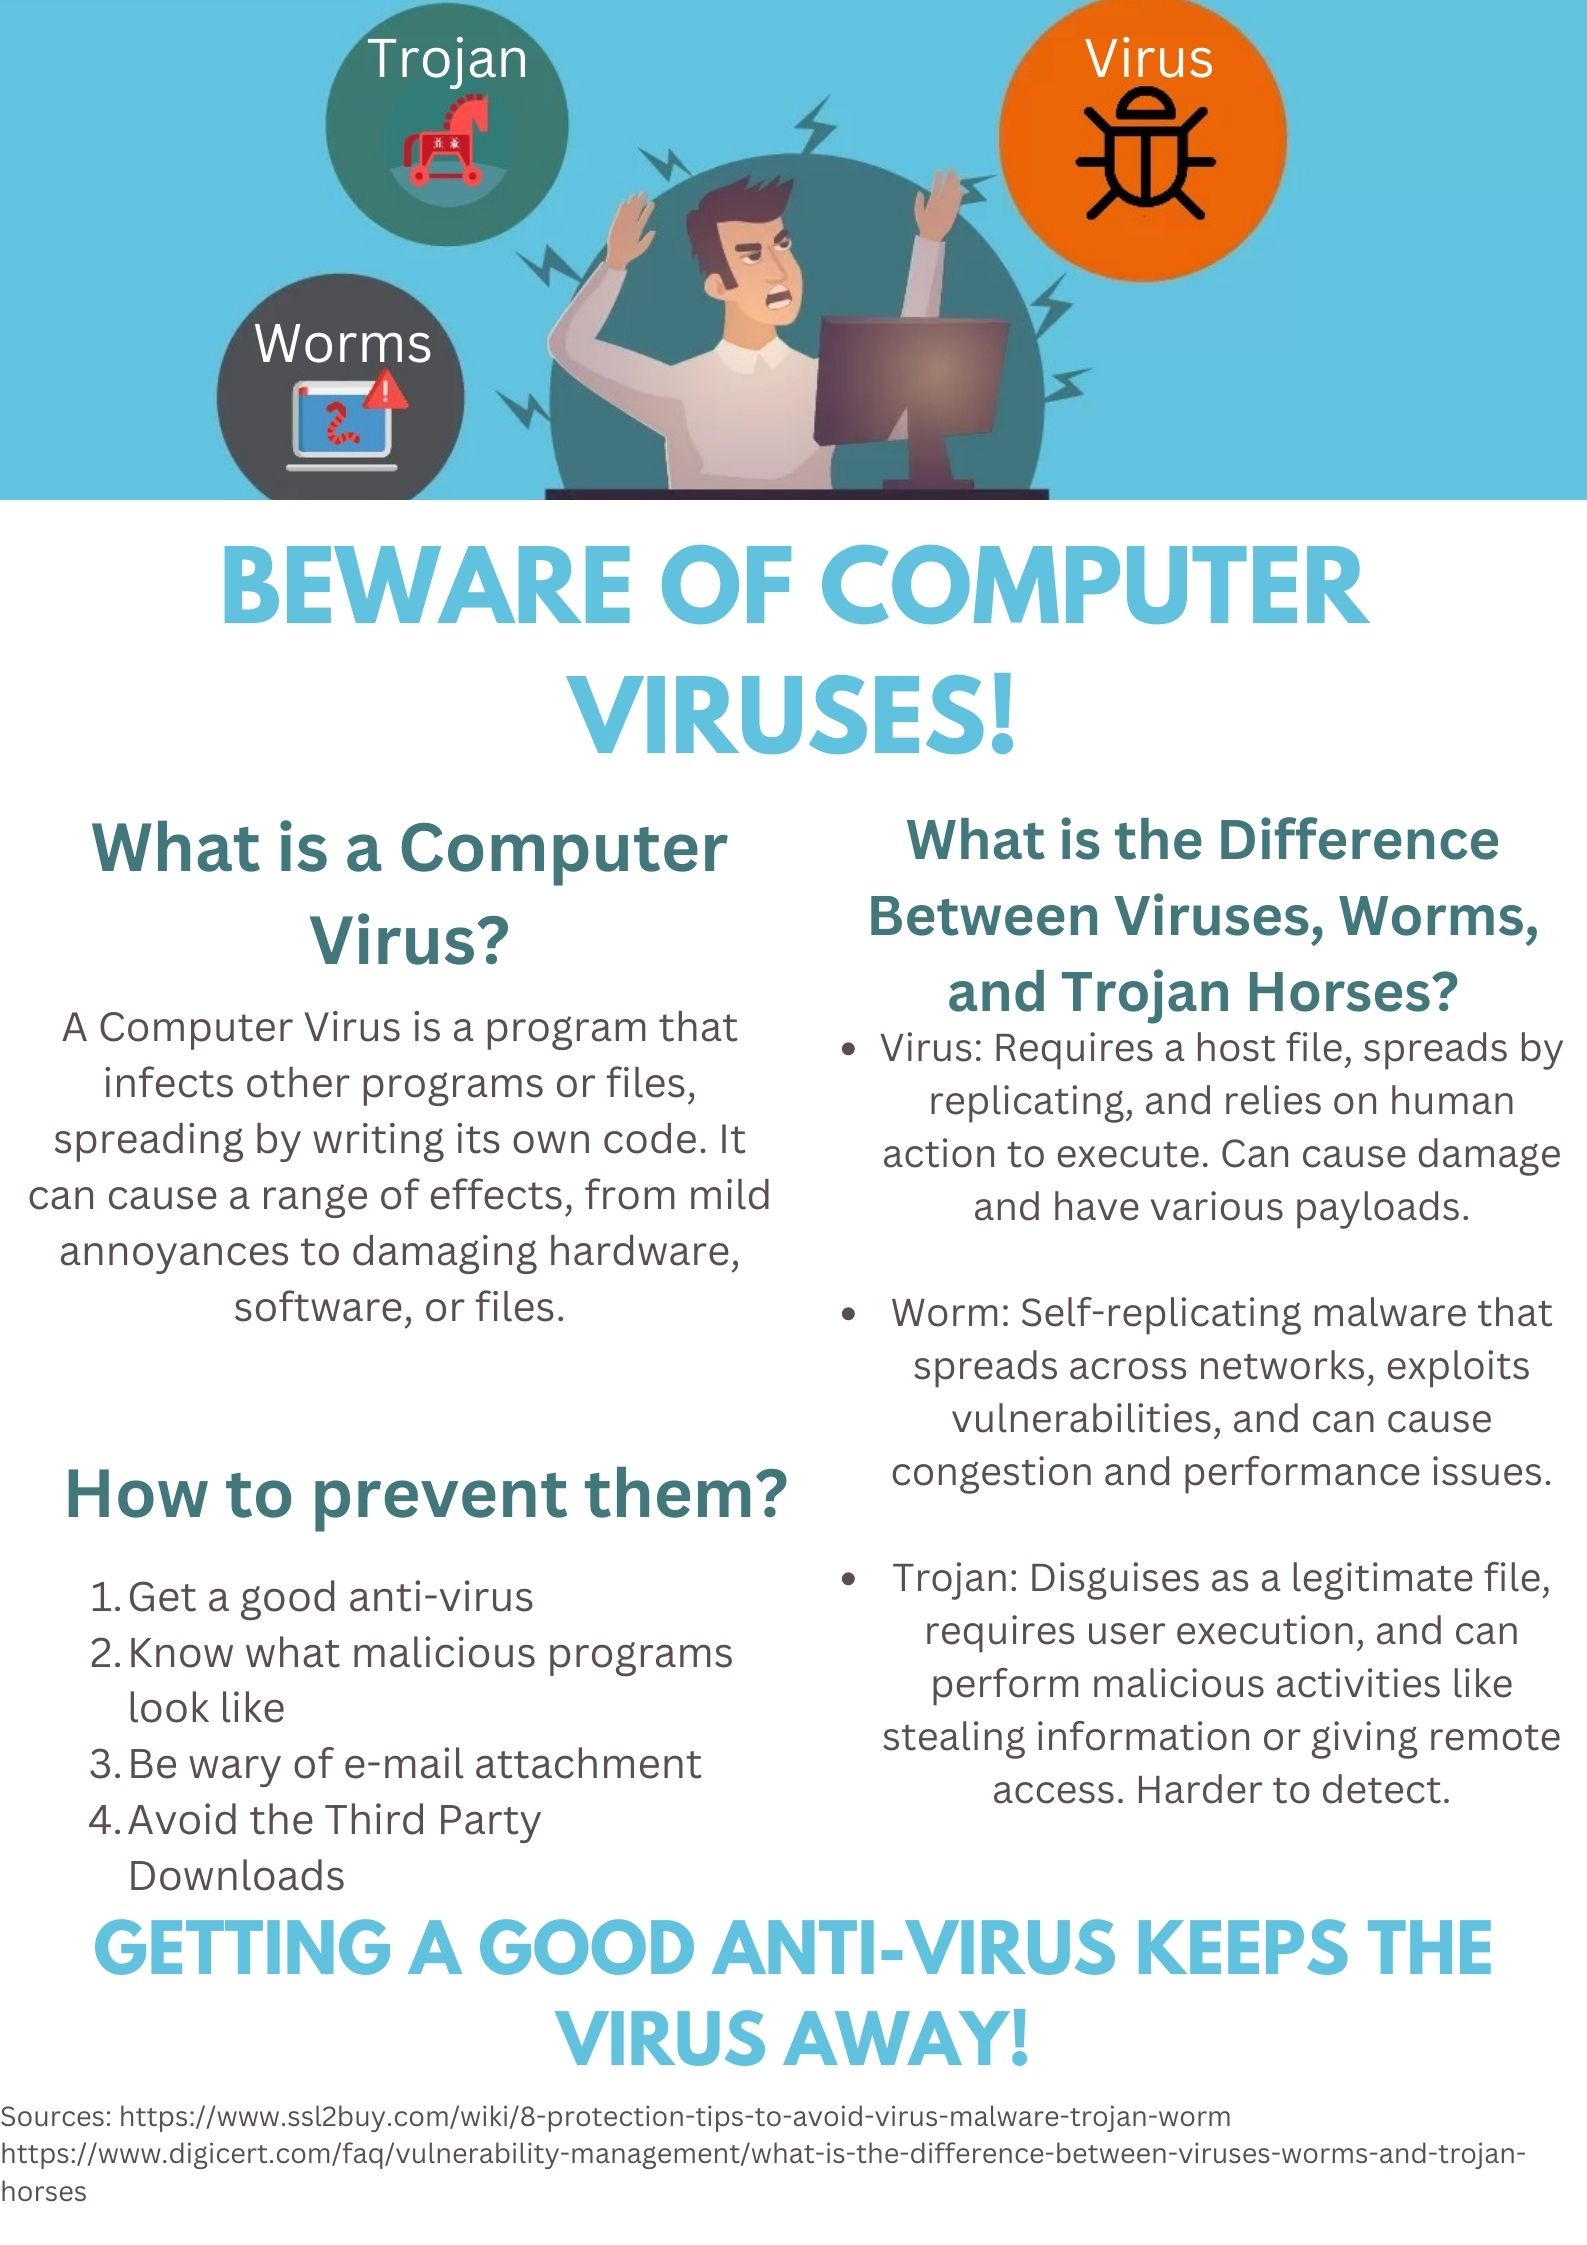 Trojan
Virus
Worms
BEWARE OF COMPUTER
VIRUSES!
What is a Computer
Virus?
A Computer Virus is a program that
infects other programs or files,
spreading by writing its own code. It
can cause a range of effects, from mild
annoyances to damaging hardware,
software, or files.
How to prevent them?
1. Get a good anti-virus
2. Know what malicious programs
look like
3. Be wary of e-mail attachment
4. Avoid the Third Party
Downloads
What is the Difference
Between Viruses, Worms,
and Trojan Horses?
• Virus: Requires a host file, spreads by
replicating, and relies on human
action to execute. Can cause damage
and have various payloads.
• Worm: Self-replicating malware that
spreads across networks, exploits
vulnerabilities, and can cause
congestion and performance issues.
• Trojan: Disguises as a legitimate file,
requires user execution, and can
perform malicious activities like
stealing information or giving remote
access. Harder to detect.
GETTING A GOOD ANTI-VIRUS KEEPS THE
VIRUS AWAY!
Sources: https://www.ssl2buy.com/wiki/8-protection-tips-to-avoid-virus-malware-trojan-worm
https://www.digicert.com/faq/vulnerability-management/what-is-the-difference-between-viruses-worms-and-trojan-
horses